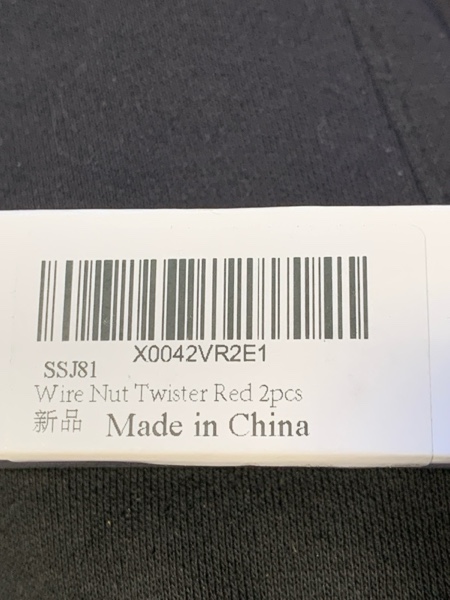 X0042VR2E1
SSJ81
Wire Nut Twister Red 2pcs
新品 Made in China